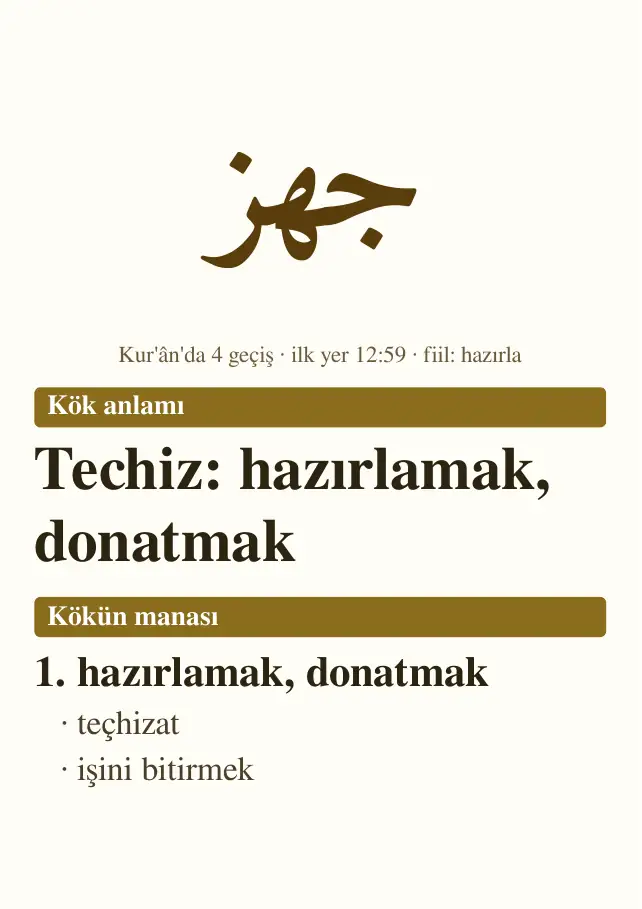 جهز
Kur'ân'da 4 geçiş · ilk yer 12:59 · fiil: hazırla
Kök anlamı
Techiz: hazırlamak,
donatmak
Kökün manası
1. hazırlamak, donatmak
· teçhizat
· işini bitirmek